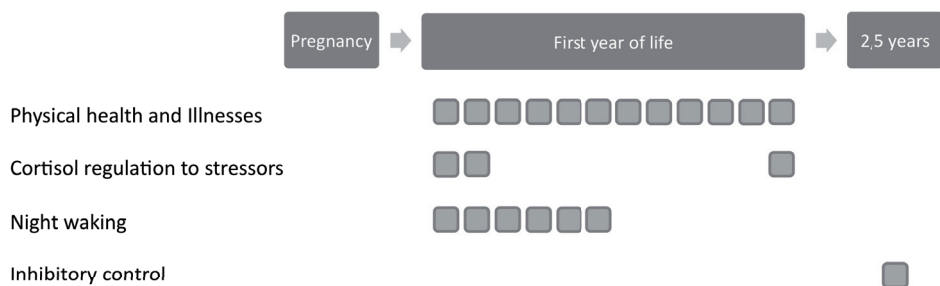 Pregnancy
First year of life
2,5 years
Physical health and Illnesses
Cortisol regulation to stressors
Night waking
Inhibitory control